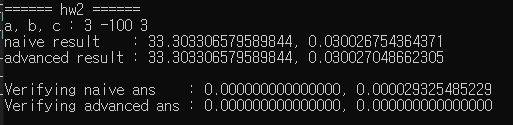 ====== hw2 ======
a, b, c : 3 -100 3
naive result    : 33.303306579589844, 0.030026754364371
advanced result : 33.303306579589844, 0.030027048662305
Verifying naive ans    : 0.000000000000000, 0.000029325485229
Verifying advanced ans : 0.000000000000000, 0.000000000000000